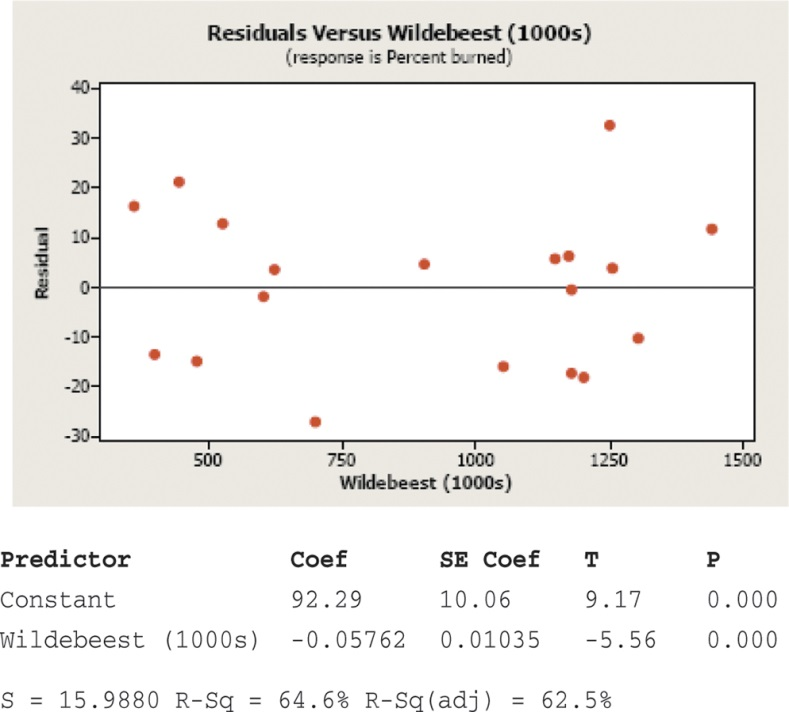 Residuals Versus Wildebeest (1000s)
(response is Percent burned)
40
30
20
10
0
-10
-20
-30
Residual
500 750 1000 1250 1500
Wildebeest (1000s)
Predictor Coef SE Coef T P
Constant 92.29 10.06 9.17 0.000
Wildebeest (1000s) -0.05762 0.01035 -5.56 0.000
S = 15.9880 R-Sq = 64.6% R-Sq(adj) = 62.5%